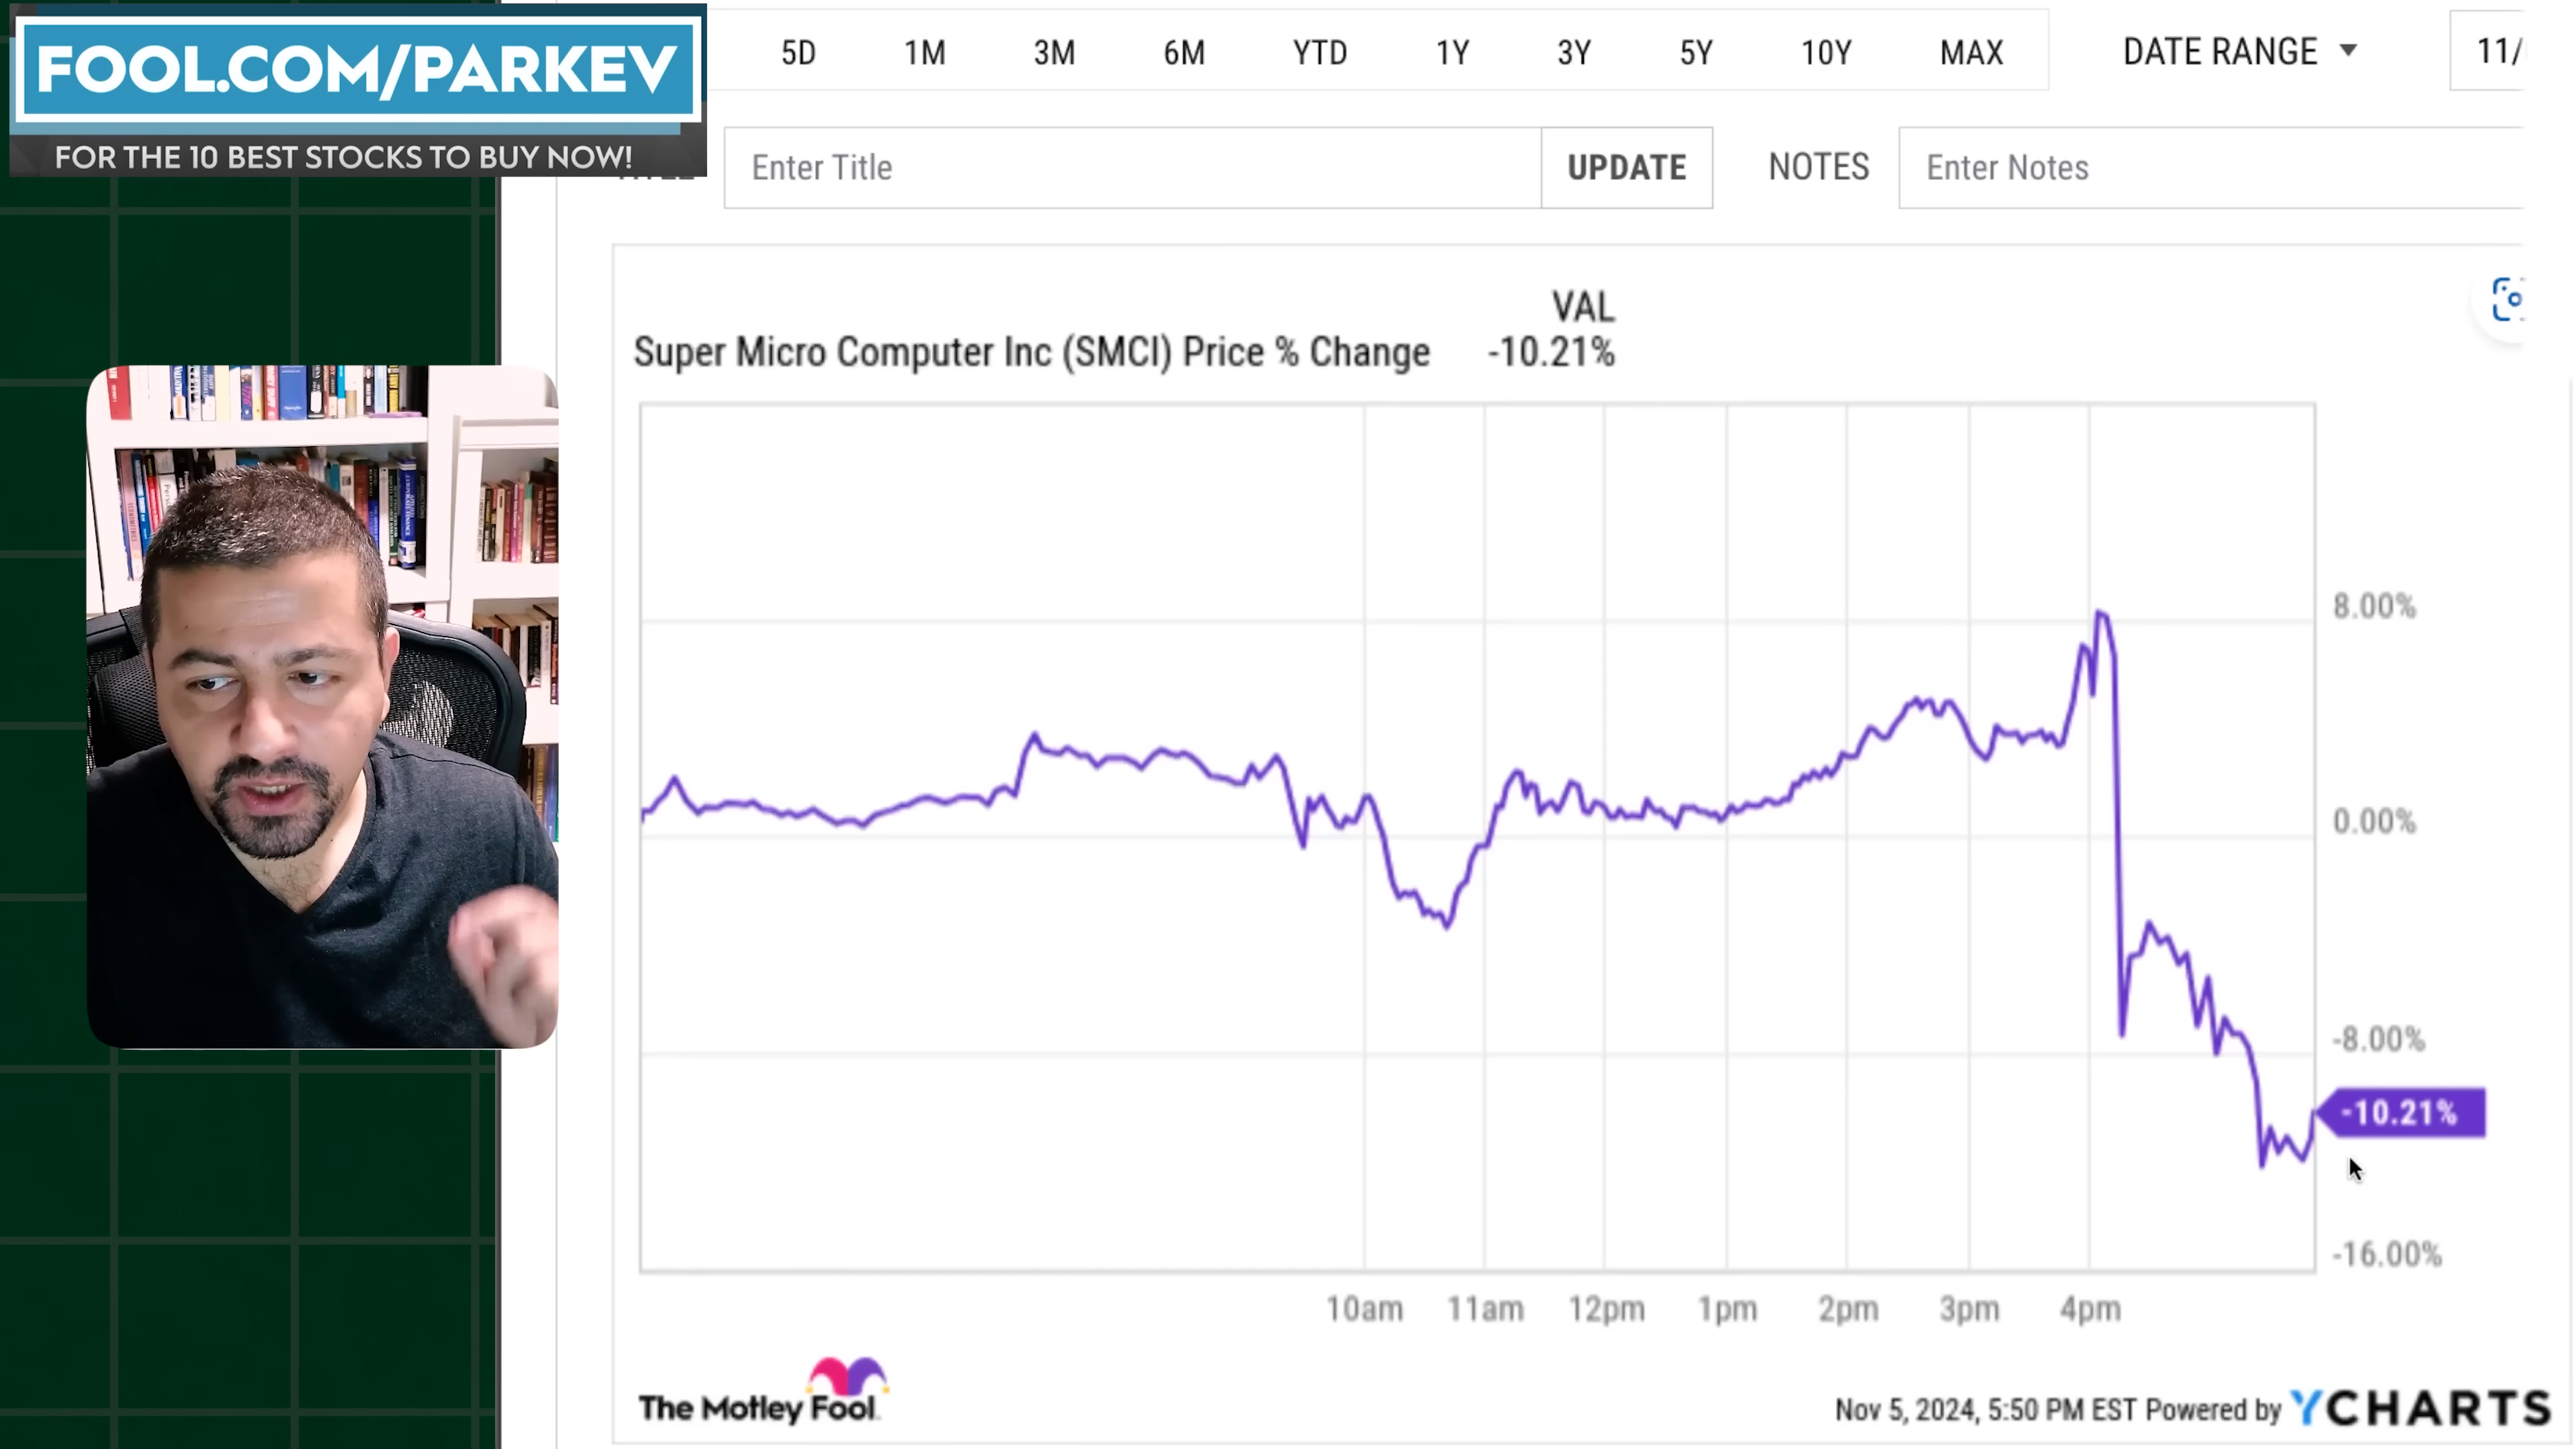 FOOL.COM/PARKEV
FOR THE 10 BEST STOCKS TO BUY NOW!
5D 1M 3M 6M YTD 1Y 3Y 5Y 10Y MAX DATE RANGE 11/
Enter Title UPDATE NOTES Enter Notes
VAL
Super Micro Computer Inc (SMCI) Price % Change -10.21%
8.00%
0.00%
-8.00%
-10.21%
-16.00%
10am 11am 12pm 1pm 2pm 3pm 4pm
The Motley Fool
Nov 5, 2024, 5:50 PM EST Powered by YCHARTS